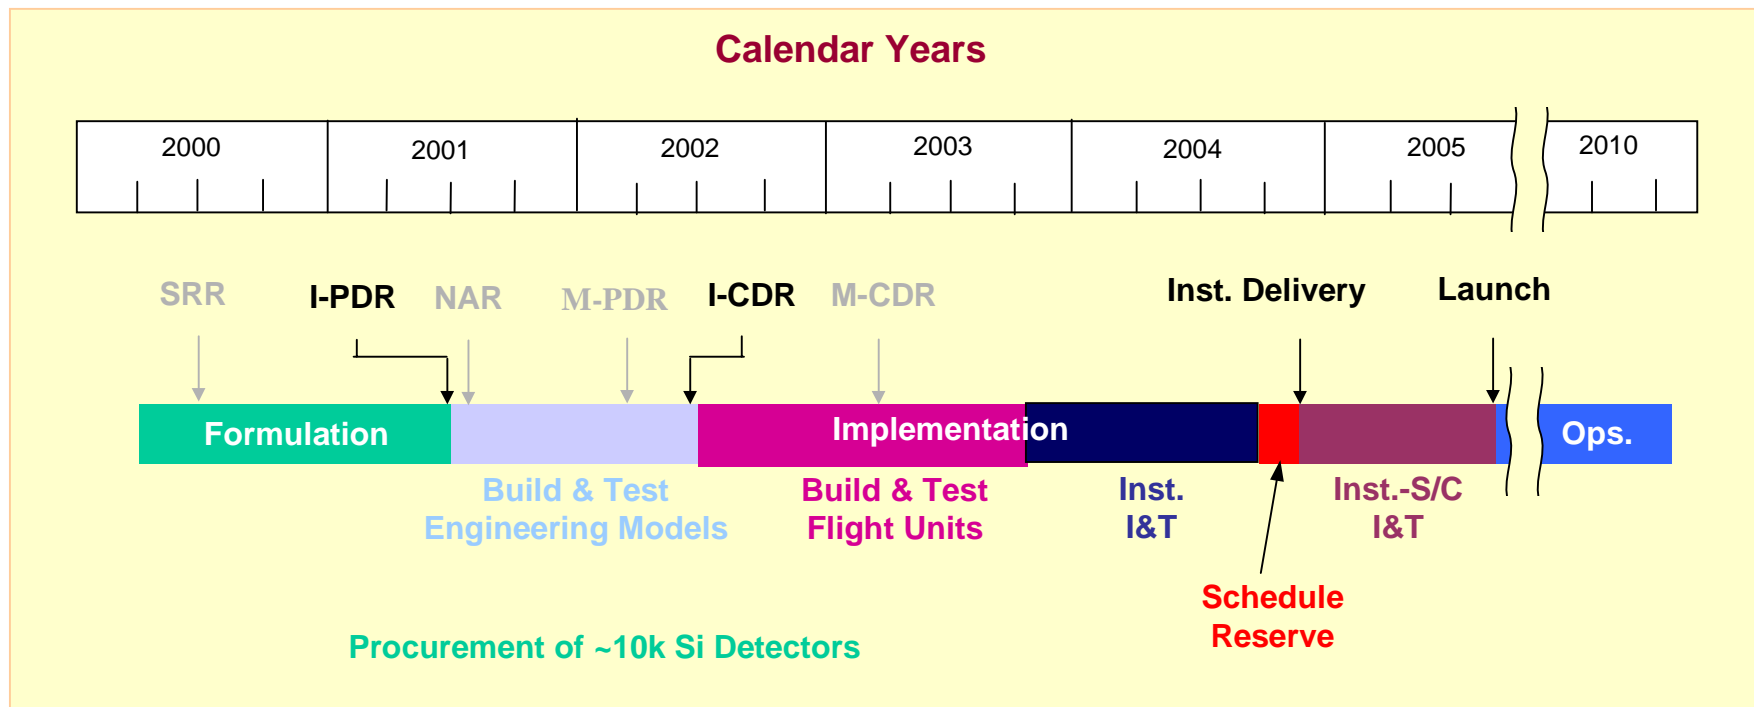 Calendar Years
2000 2001 2002 2003 2004 2005 2010
SRR I-PDR NAR M-PDR I-CDR M-CDR Inst. Delivery Launch
Formulation Implementation Ops.
Build & Test
Engineering Models
Build & Test
Flight Units
Inst.
I&T
Inst.-S/C
I&T
Schedule
Reserve
Procurement of ~10k Si Detectors